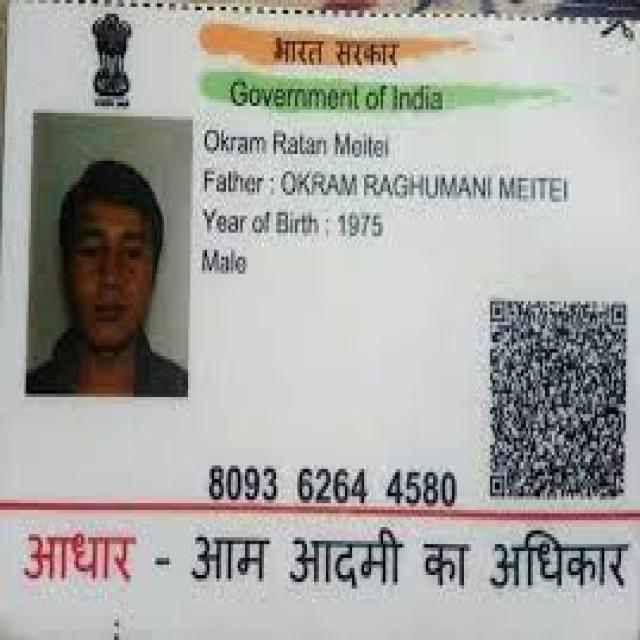 भारत सरकार
Government of India
Okram Ratan Meitei
Father : OKRAM RAGHUMANI MEITEI
Year of Birth : 1975
Male
8093 6264 4580
आधार - आम आदमी का अधिकार